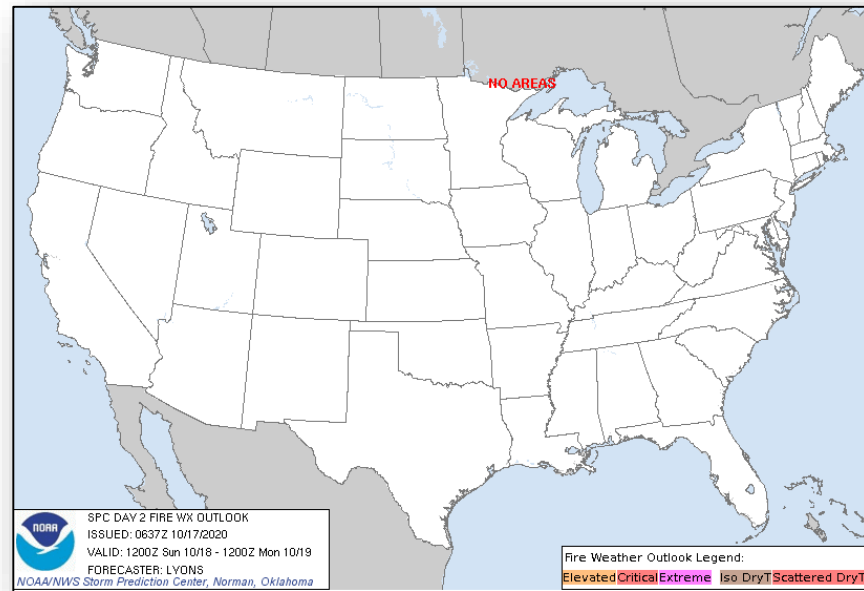 NO AREAS
NOAA
SPC DAY 2 FIRE WX OUTLOOK
ISSUED: 0637Z 10/17/2020
VALID: 1200Z Sun 10/18 - 1200Z Mon 10/19
FORECASTER: LYONS
NOAA/NWS Storm Prediction Center, Norman, Oklahoma
Fire Weather Outlook Legend:
Elevated Critical Extreme Iso DryT Scattered DryT